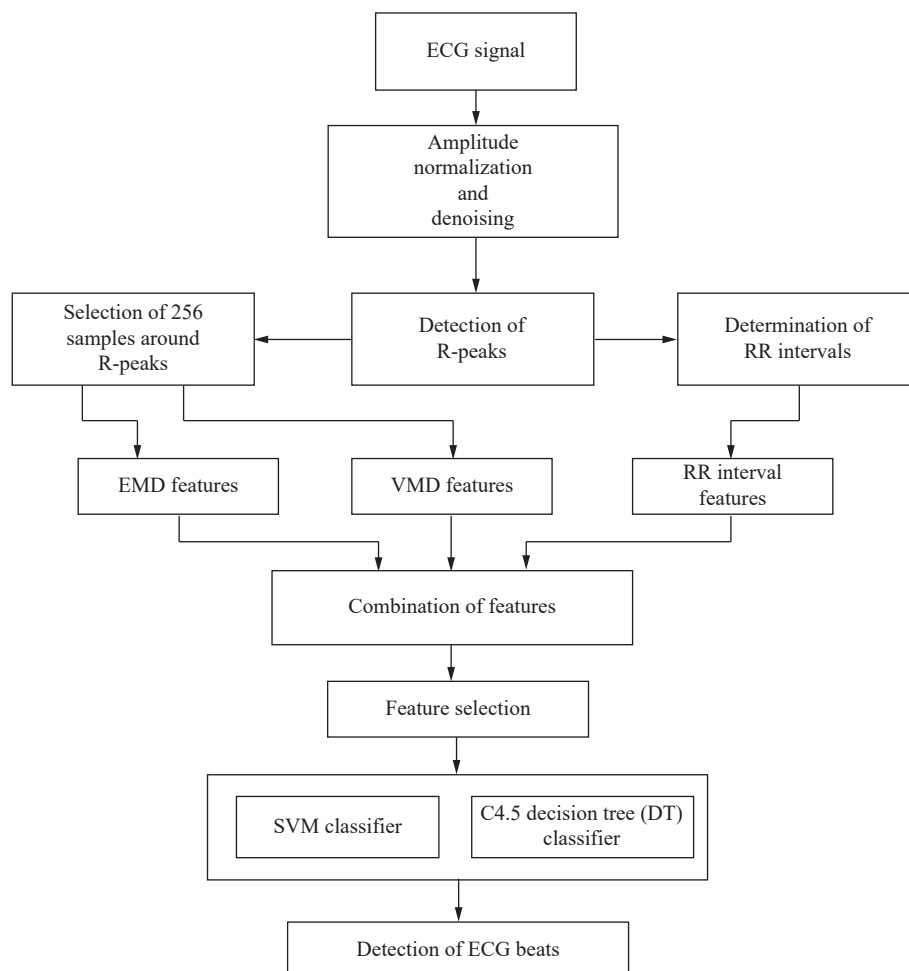 ECG signal
Amplitude
normalization
and
denoising
Selection of 256
samples around
R-peaks
Detection of
R-peaks
Determination of
RR intervals
EMD features
VMD features
RR interval
features
Combination of features
Feature selection
SVM classifier
C4.5 decision tree (DT)
classifier
Detection of ECG beats